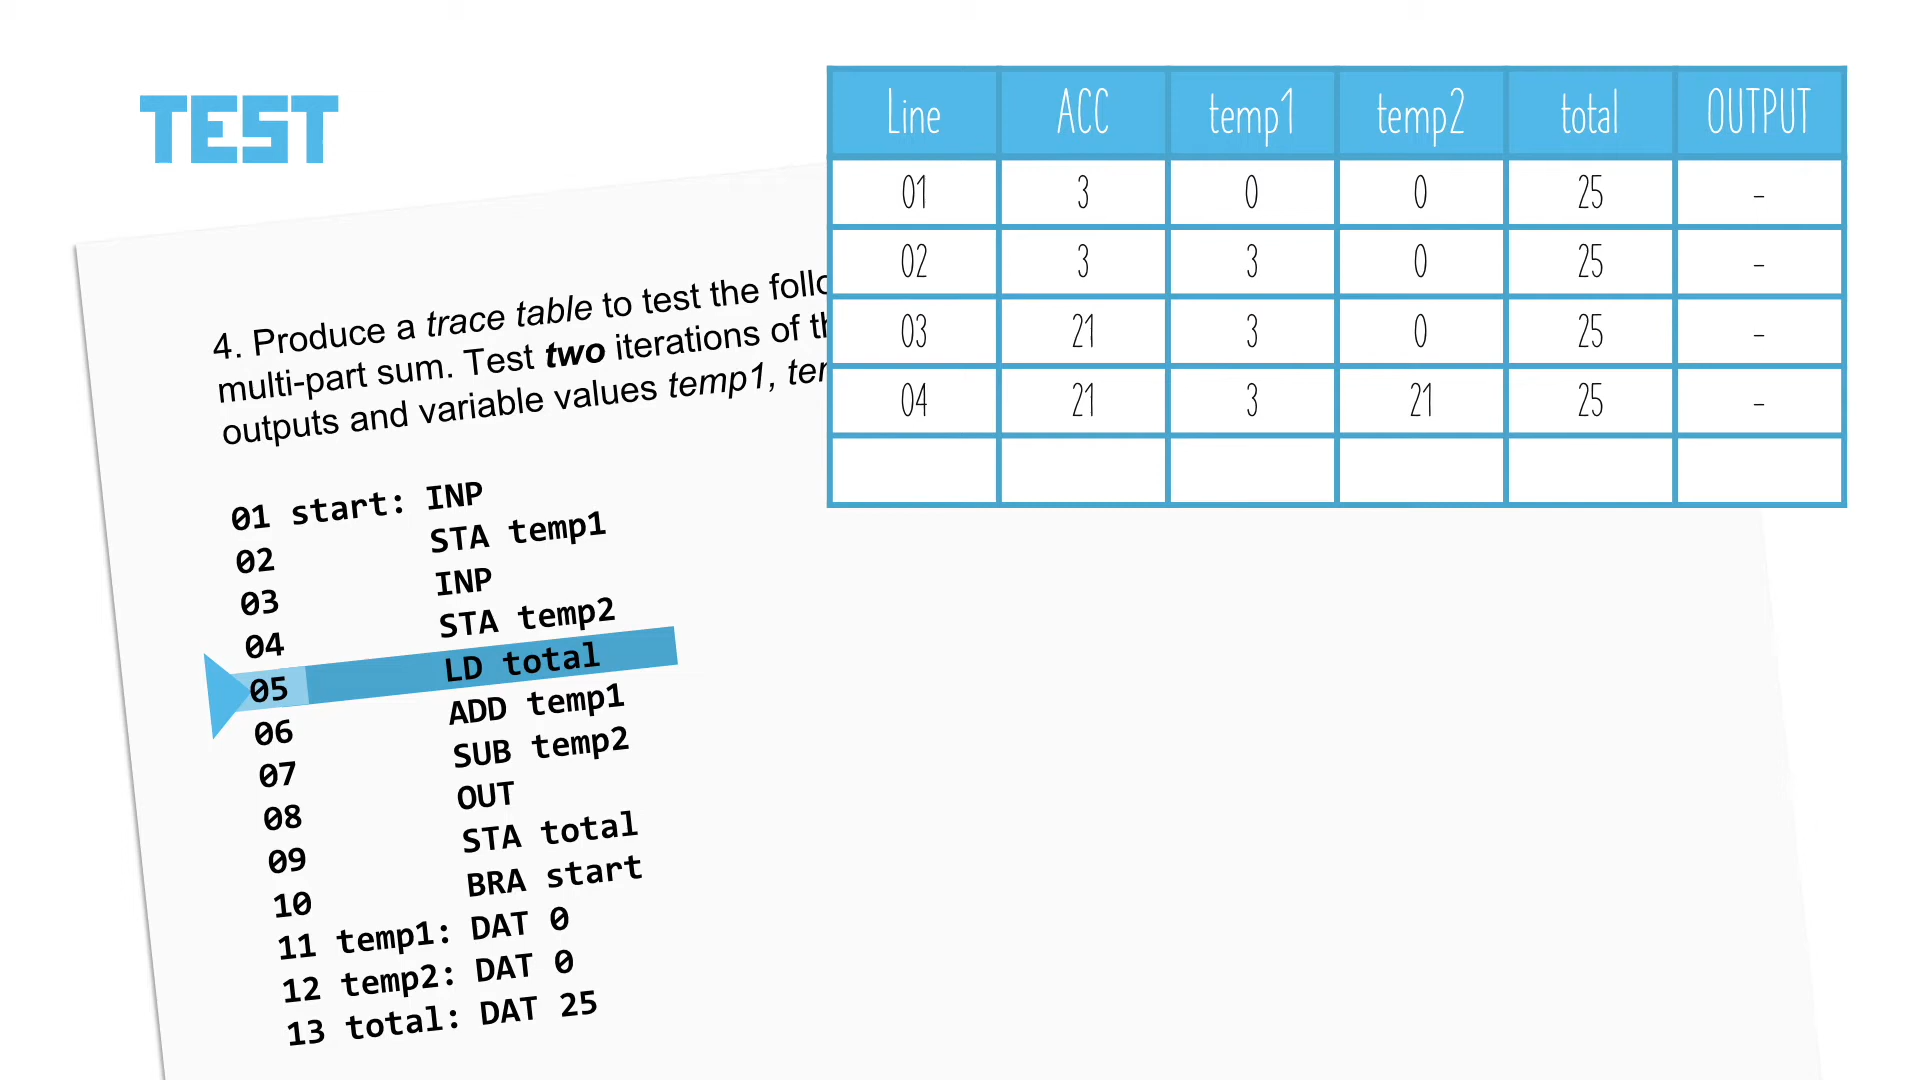 TEST
Line ACC temp1 temp2 total OUTPUT
01 3 0 0 25 -
02 3 3 0 25 -
03 21 3 0 25 -
04 21 3 21 25 -
4. Produce a trace table to test the
multi-part sum. Test two iterations of
outputs and variable values temp1,
01 start: INP
02 STA temp1
03 INP
04 STA temp2
05 LD total
06 ADD temp1
07 SUB temp2
08 OUT
09 STA total
10 BRA start
11 temp1: DAT 0
12 temp2: DAT 0
13 total: DAT 25